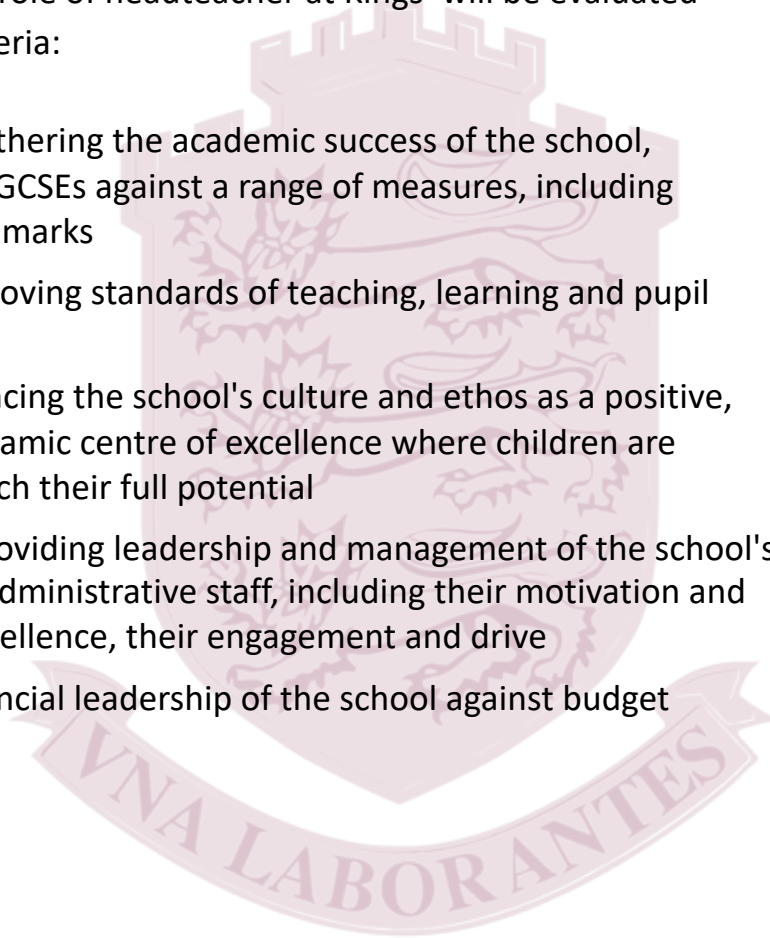 role of headteacher at Kings' will be evaluated
eria:
thering the academic success of the school,
GCSEs against a range of measures, including
marks
oving standards of teaching, learning and pupil
cing the school's culture and ethos as a positive,
amic centre of excellence where children are
ch their full potential
oviding leadership and management of the school's
dministrative staff, including their motivation and
ellence, their engagement and drive
ncial leadership of the school against budget
VNA LABORANTES